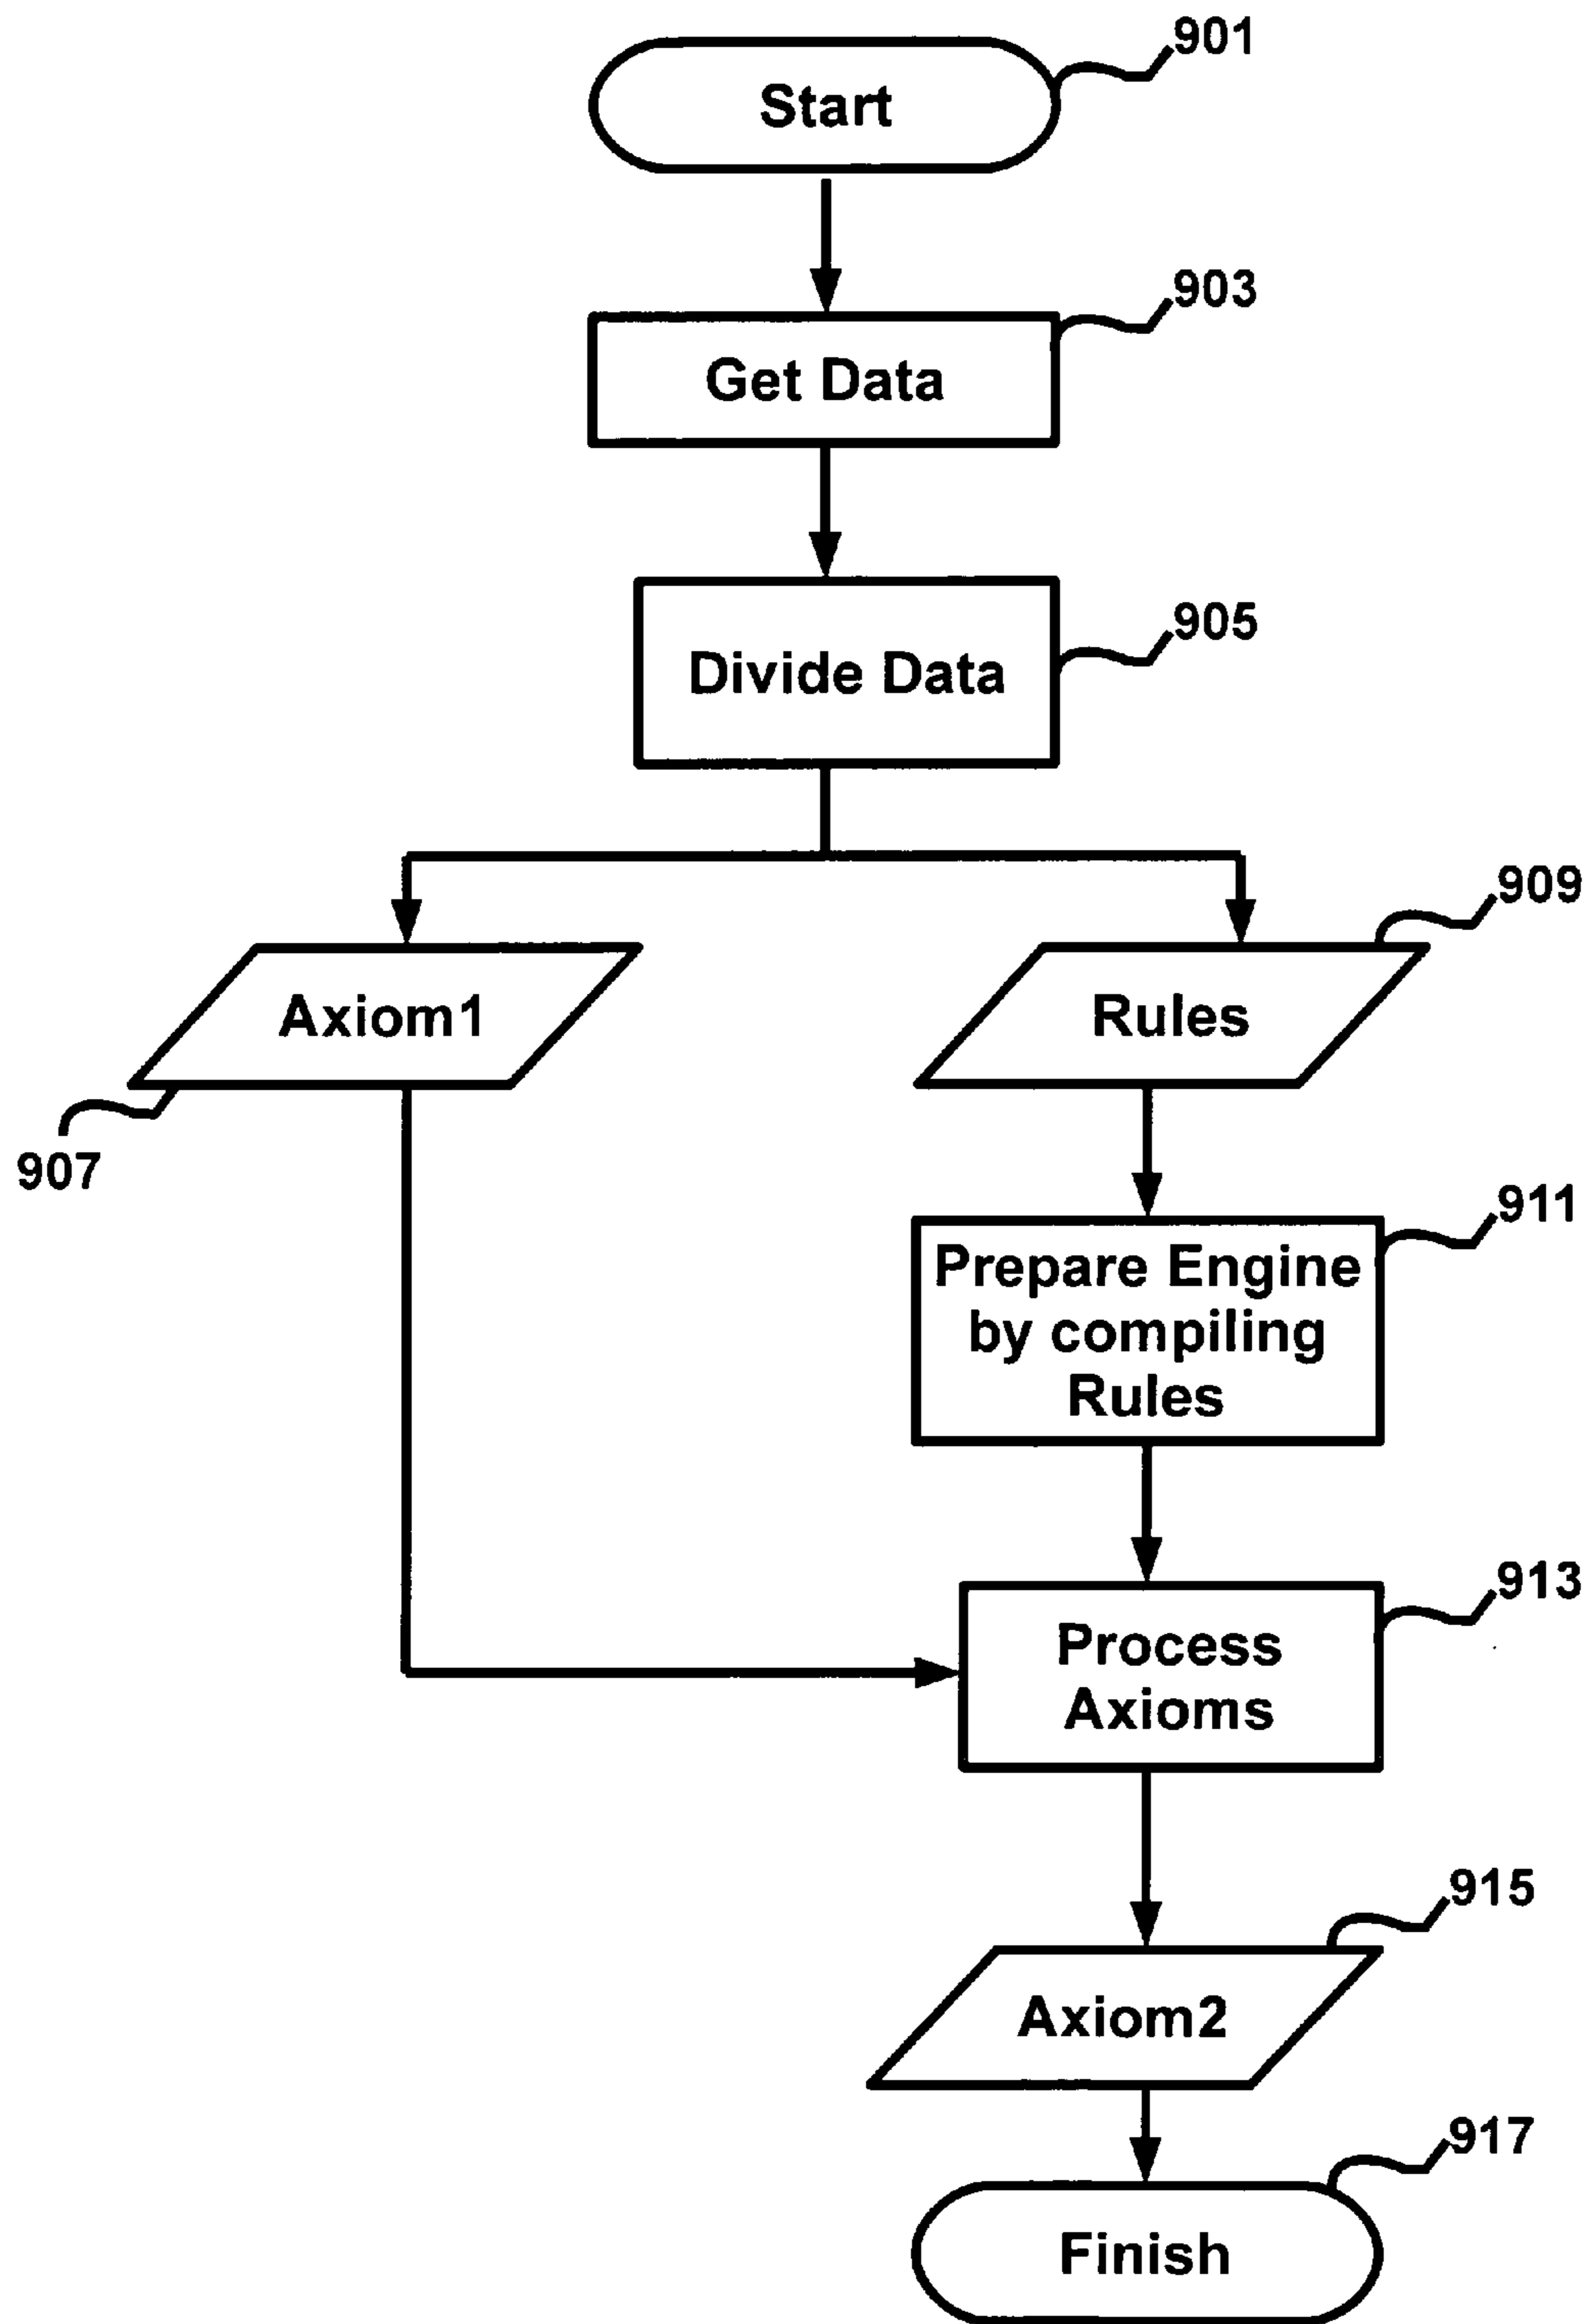 901
Start
903
Get Data
905
Divide Data
909
Axiom1
Rules
907
911
Prepare Engine
by compiling
Rules
913
Process
Axioms
915
Axiom2
917
Finish